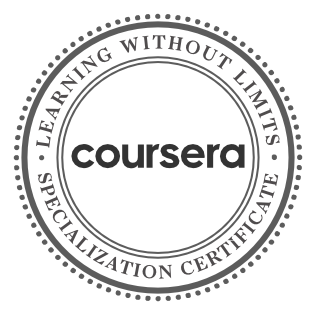 LEARNING WITHOUT LIMITS
coursera
SPECIALIZATION CERTIFICATE